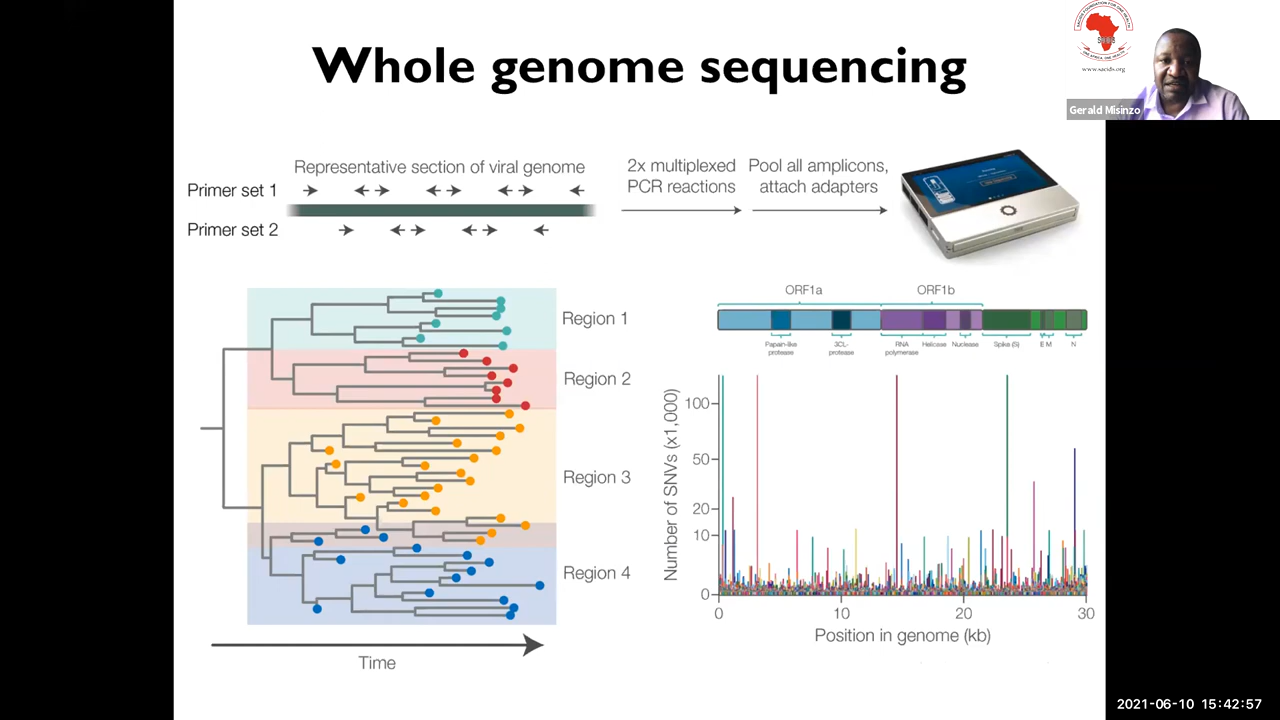 Whole genome sequencing
www.sacids.org
Gerald Misinzo
Representative section of viral genome
Primer set 1
Primer set 2
2x multiplexed
PCR reactions
Pool all amplicons,
attach adapters
Region 1
Region 2
Region 3
Region 4
Time
ORF1a
ORF1b
Papain-like
protease
3CL-
protease
RNA
polymerase
Helicase
Nuclease
Spike (S)
E M
N
Number of SNVs (x1,000)
100
50
20
10
0
0
10
20
30
Position in genome (kb)
2021-06-10 15:42:57